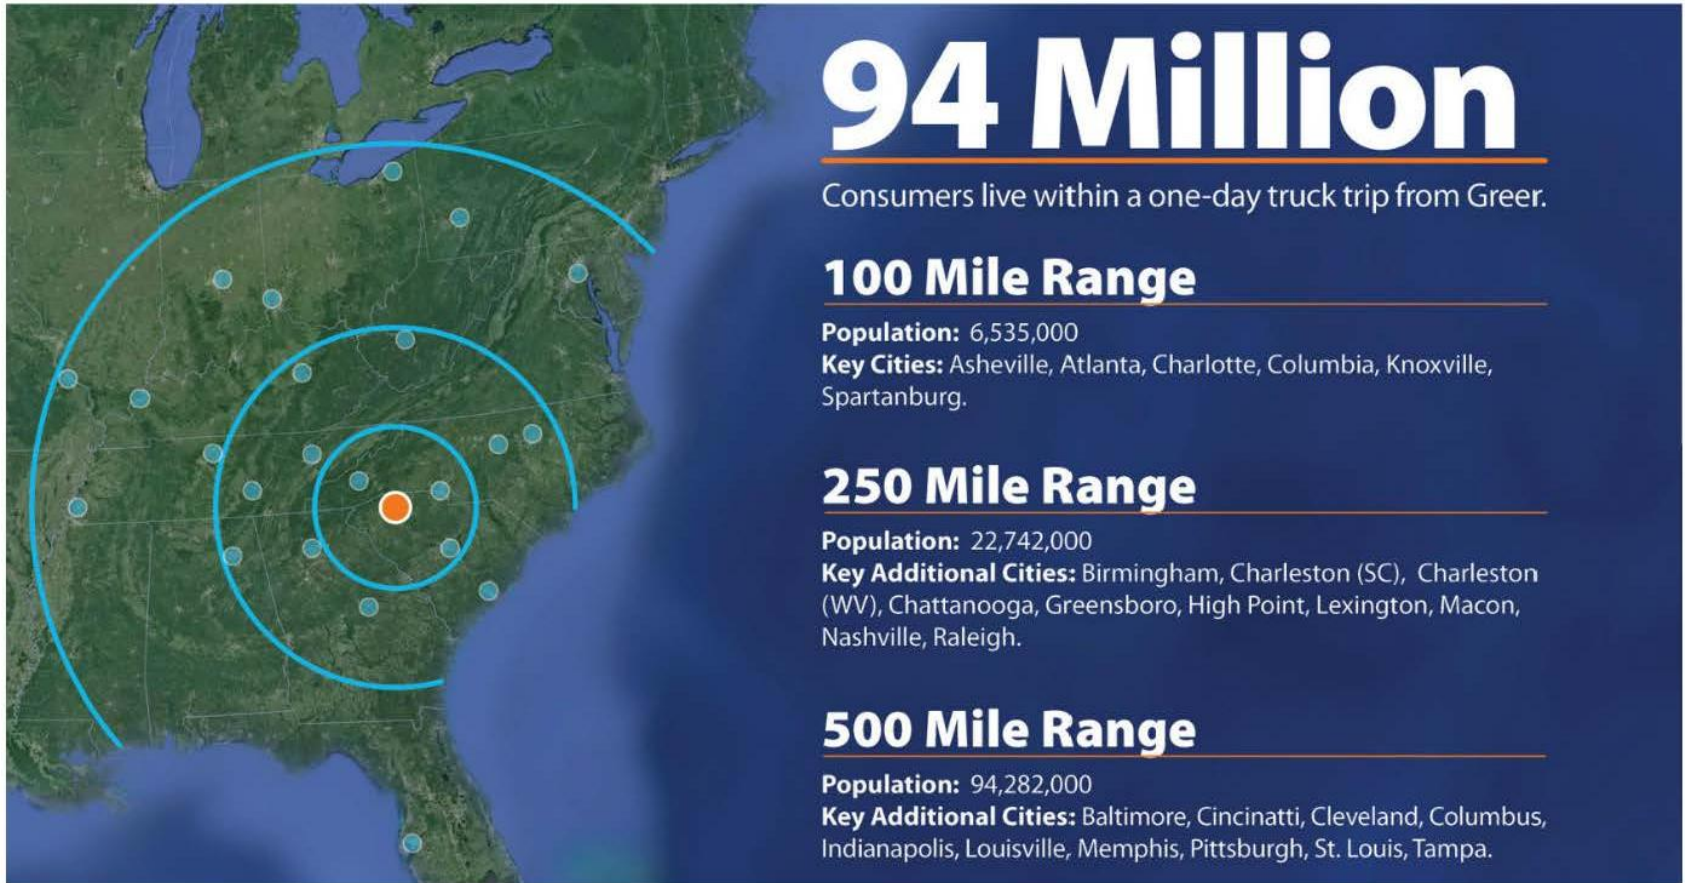 94 Million
Consumers live within a one-day truck trip from Greer.
100 Mile Range
Population: 6,535,000
Key Cities: Asheville, Atlanta, Charlotte, Columbia, Knoxville,
Spartanburg.
250 Mile Range
Population: 22,742,000
Key Additional Cities: Birmingham, Charleston (SC), Charleston
(WV), Chattanooga, Greensboro, High Point, Lexington, Macon,
Nashville, Raleigh.
500 Mile Range
Population: 94,282,000
Key Additional Cities: Baltimore, Cincinatti, Cleveland, Columbus,
Indianapolis, Louisville, Memphis, Pittsburgh, St. Louis, Tampa.